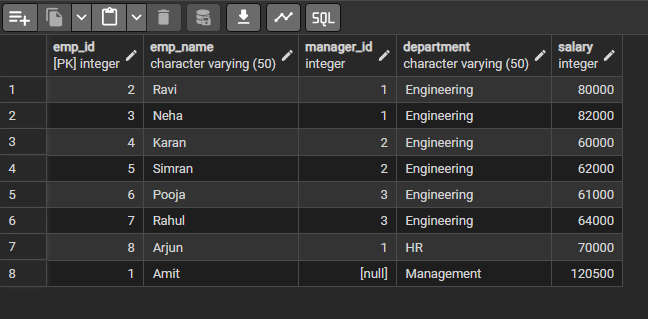 SQL
emp_id emp_name manager_id department salary
[PK] integer character varying (50) integer character varying (50) integer
1 2 Ravi 1 Engineering 80000
2 3 Neha 1 Engineering 82000
3 4 Karan 2 Engineering 60000
4 5 Simran 2 Engineering 62000
5 6 Pooja 3 Engineering 61000
6 7 Rahul 3 Engineering 64000
7 8 Arjun 1 HR 70000
8 1 Amit [null] Management 120500